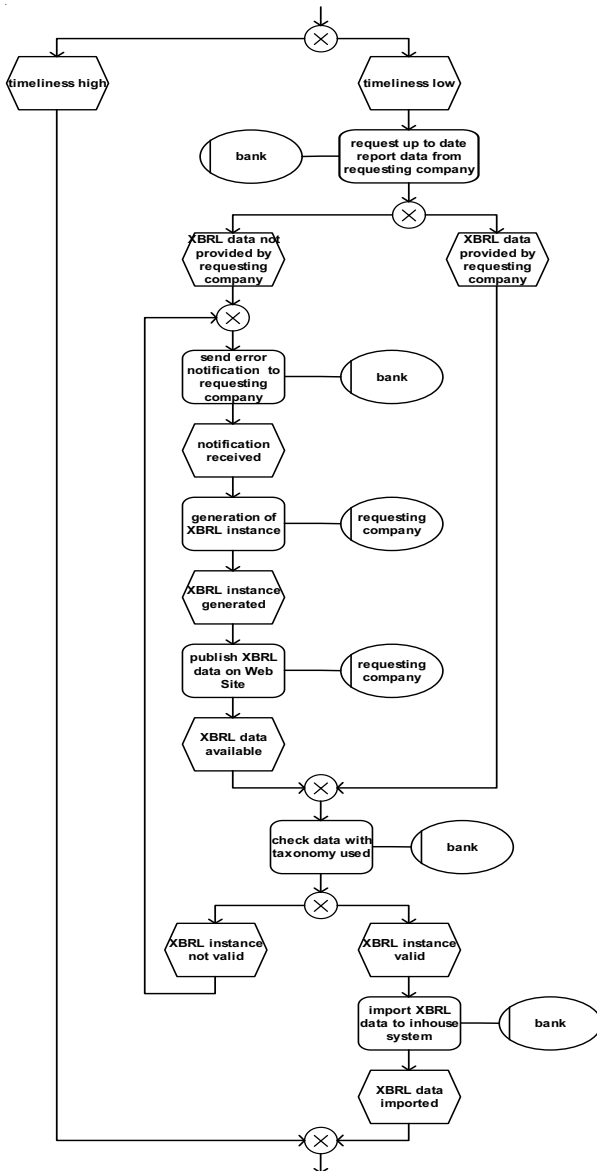 timeliness high
timeliness low
bank
request up to date
report data from
requesting company
XBRL data not
provided by
requesting
company
XBRL data
provided by
requesting
company
send error
notification to
requesting
company
bank
notification
received
generation of
XBRL instance
requesting
company
XBRL instance
generated
publish XBRL
data on Web
Site
requesting
company
XBRL data
available
check data with
taxonomy used
bank
XBRL instance
not valid
XBRL instance
valid
import XBRL
data to inhouse
system
bank
XBRL data
imported